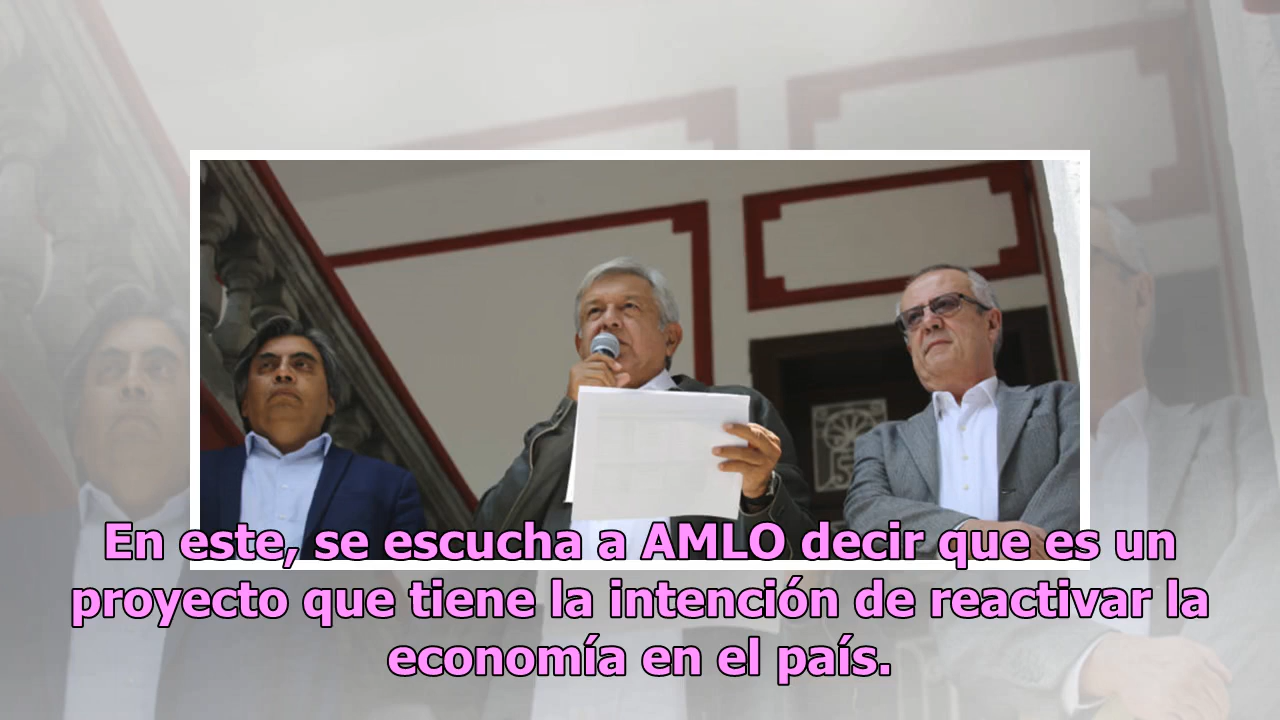 En este, se escucha a AMLO decir que es un
proyecto que tiene la intención de reactivar la
economía en el país.